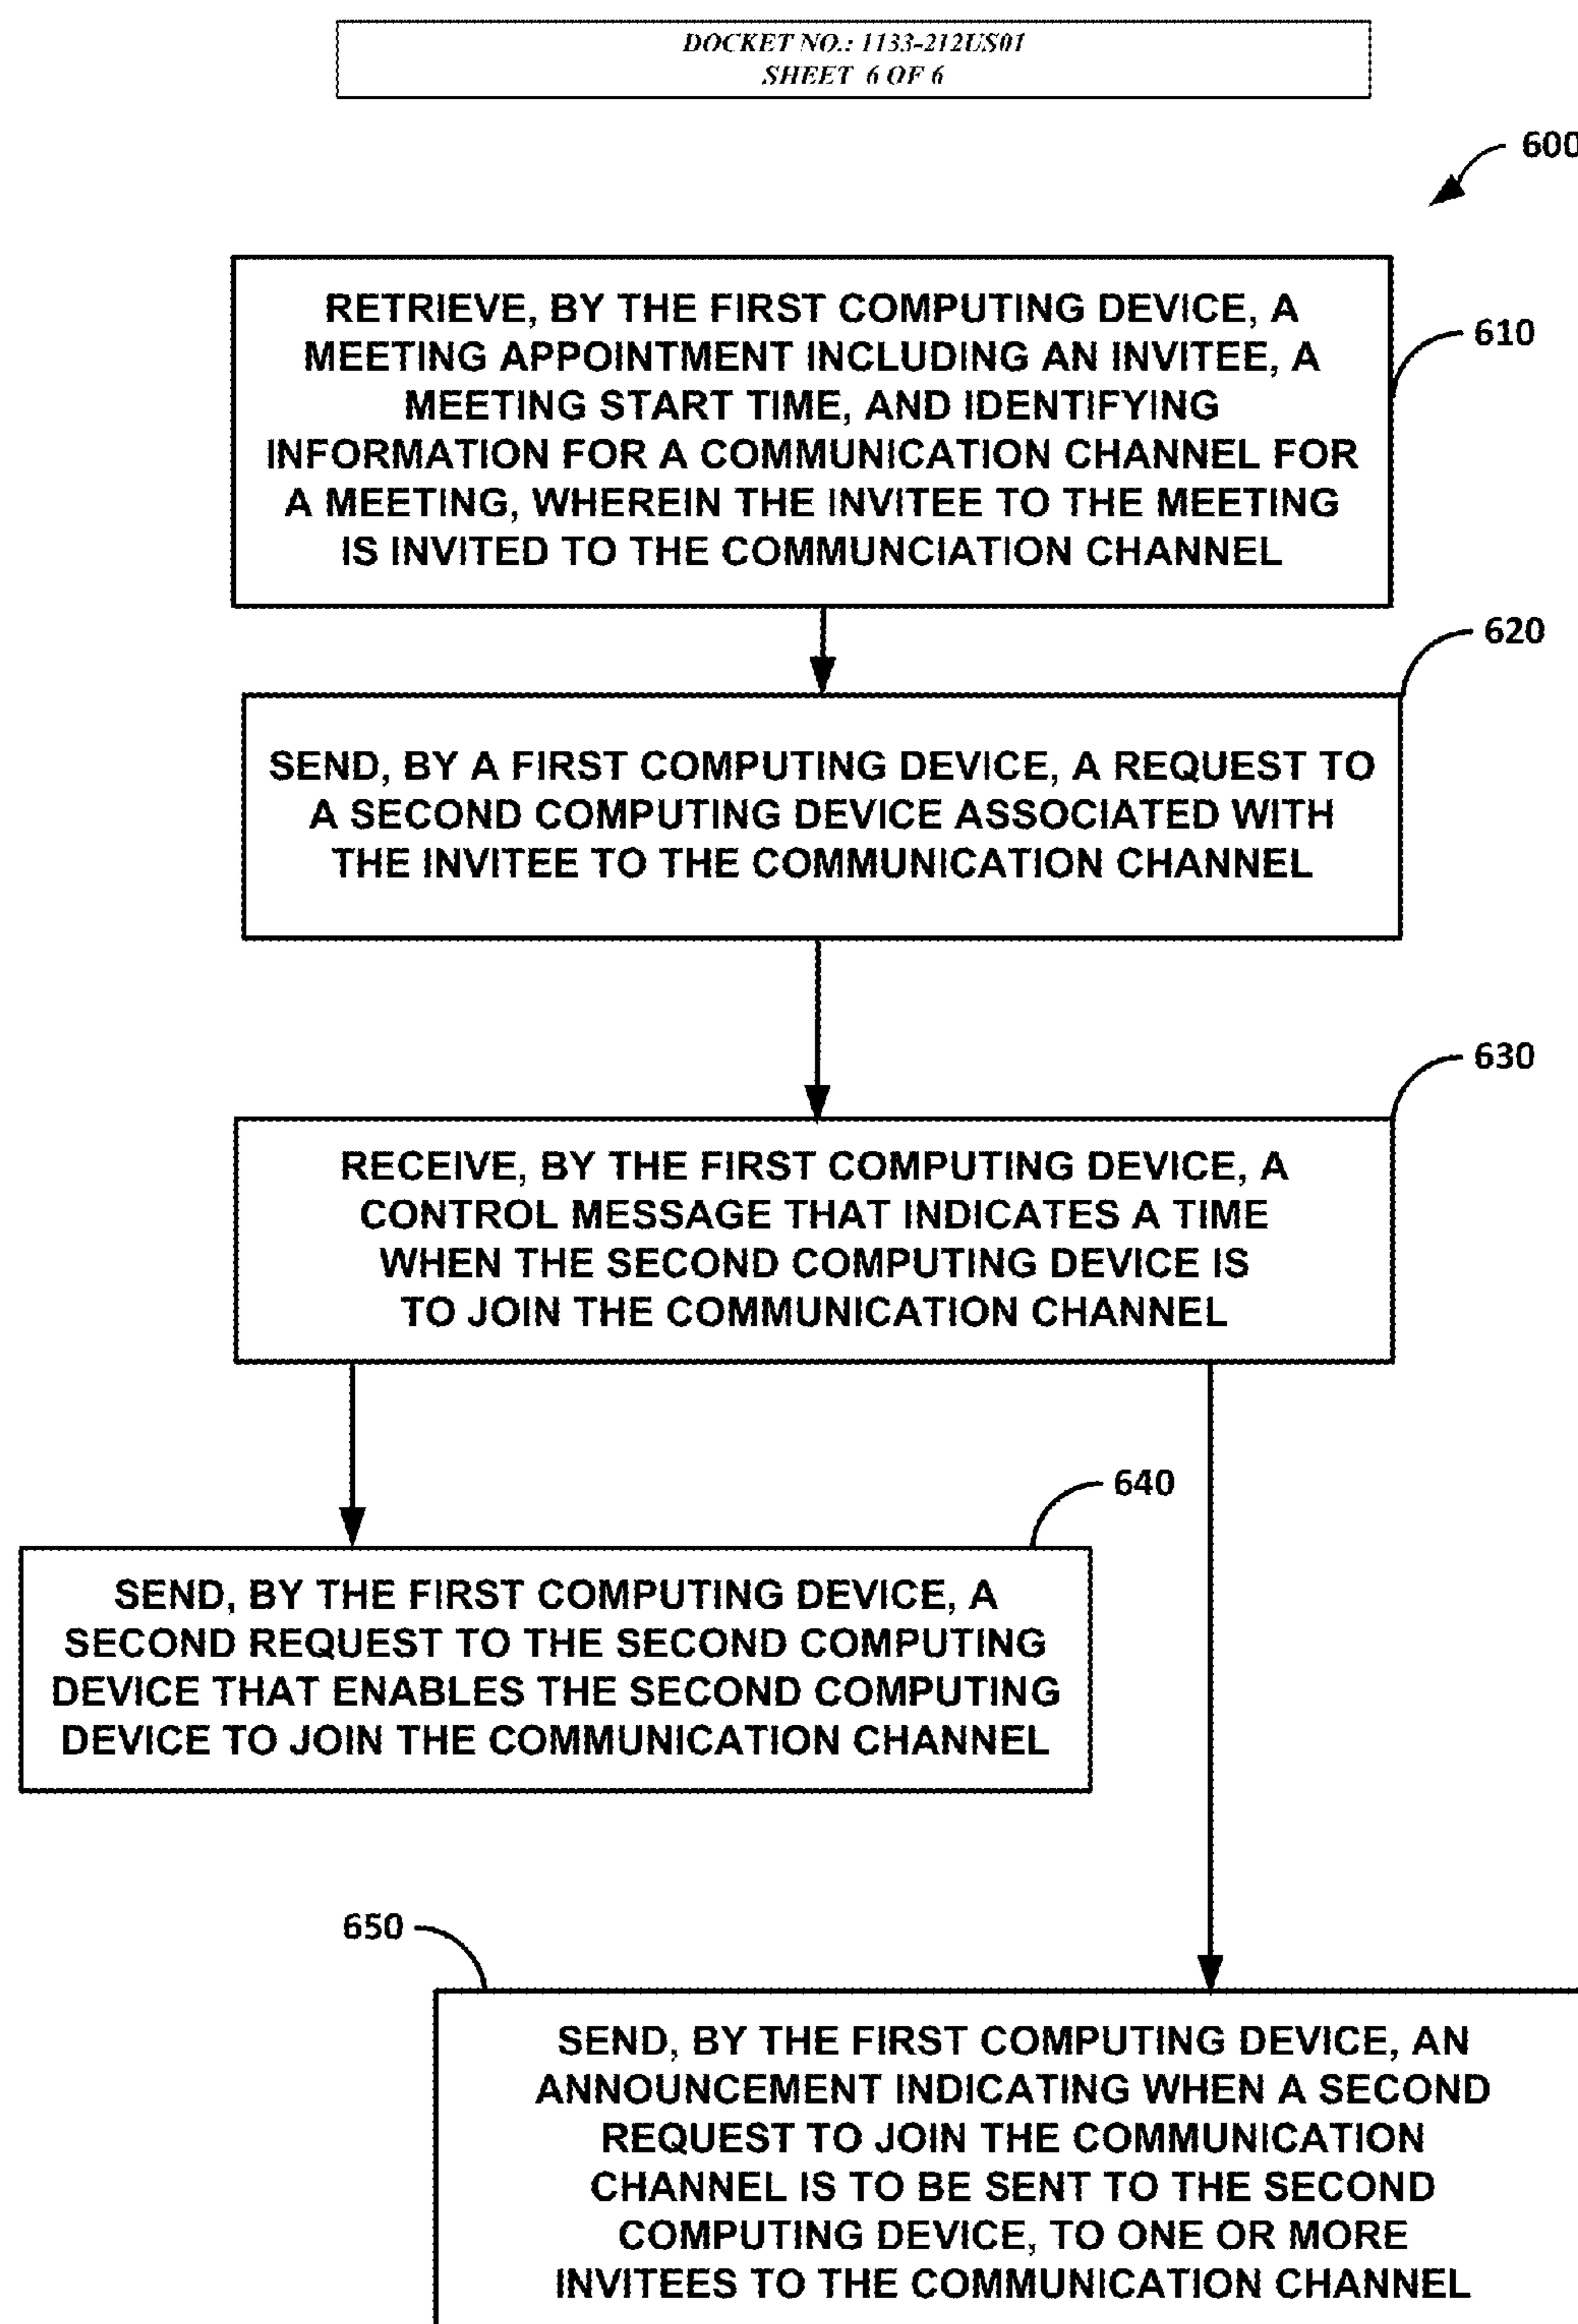 DOCKET NO.: 1133-212US01
SHEET 6 OF 6
600
RETRIEVE, BY THE FIRST COMPUTING DEVICE, A
MEETING APPOINTMENT INCLUDING AN INVITEE, A
MEETING START TIME, AND IDENTIFYING
INFORMATION FOR A COMMUNICATION CHANNEL FOR
A MEETING, WHEREIN THE INVITEE TO THE MEETING
IS INVITED TO THE COMMUNCIATION CHANNEL
610
620
SEND, BY A FIRST COMPUTING DEVICE, A REQUEST TO
A SECOND COMPUTING DEVICE ASSOCIATED WITH
THE INVITEE TO THE COMMUNICATION CHANNEL
630
RECEIVE, BY THE FIRST COMPUTING DEVICE, A
CONTROL MESSAGE THAT INDICATES A TIME
WHEN THE SECOND COMPUTING DEVICE IS
TO JOIN THE COMMUNICATION CHANNEL
640
SEND, BY THE FIRST COMPUTING DEVICE, A
SECOND REQUEST TO THE SECOND COMPUTING
DEVICE THAT ENABLES THE SECOND COMPUTING
DEVICE TO JOIN THE COMMUNICATION CHANNEL
650
SEND, BY THE FIRST COMPUTING DEVICE, AN
ANNOUNCEMENT INDICATING WHEN A SECOND
REQUEST TO JOIN THE COMMUNICATION
CHANNEL IS TO BE SENT TO THE SECOND
COMPUTING DEVICE, TO ONE OR MORE
INVITEES TO THE COMMUNICATION CHANNEL